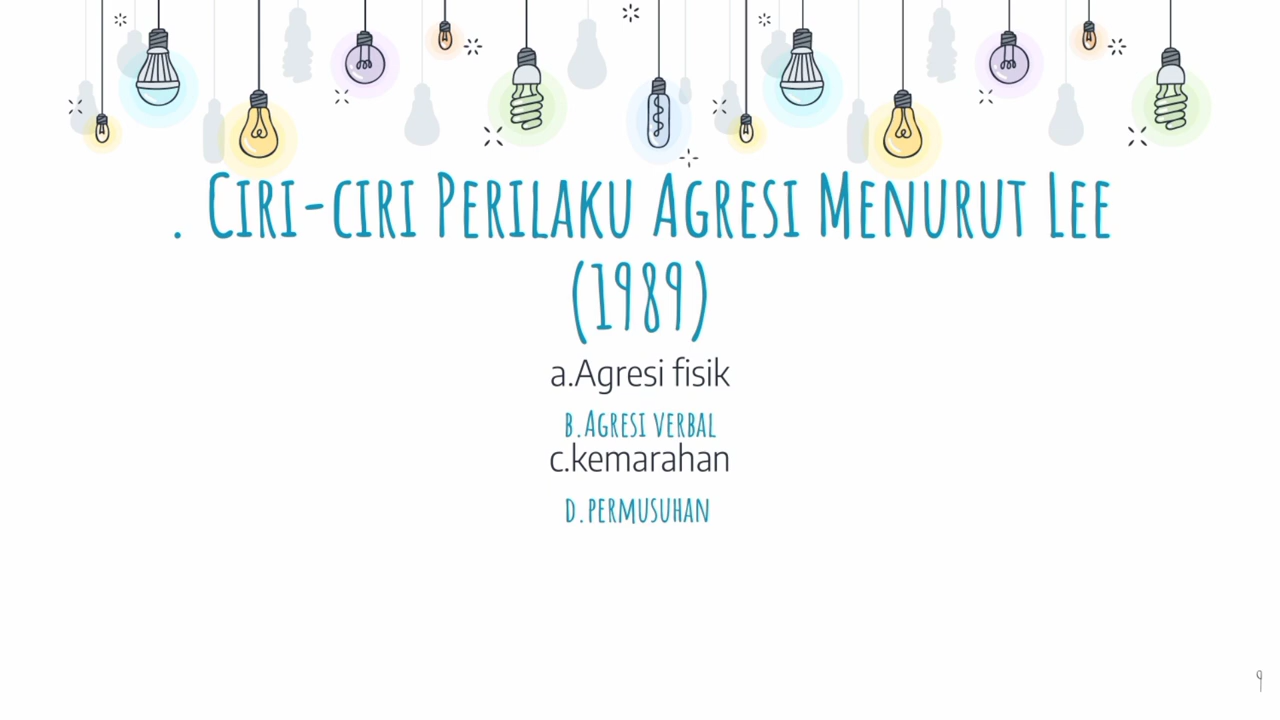 . Ciri-ciri Perilaku Agresi Menurut Lee
(1989)
a.Agresi fisik
b.Agresi verbal
c.kemarahan
d.permusuhan
9